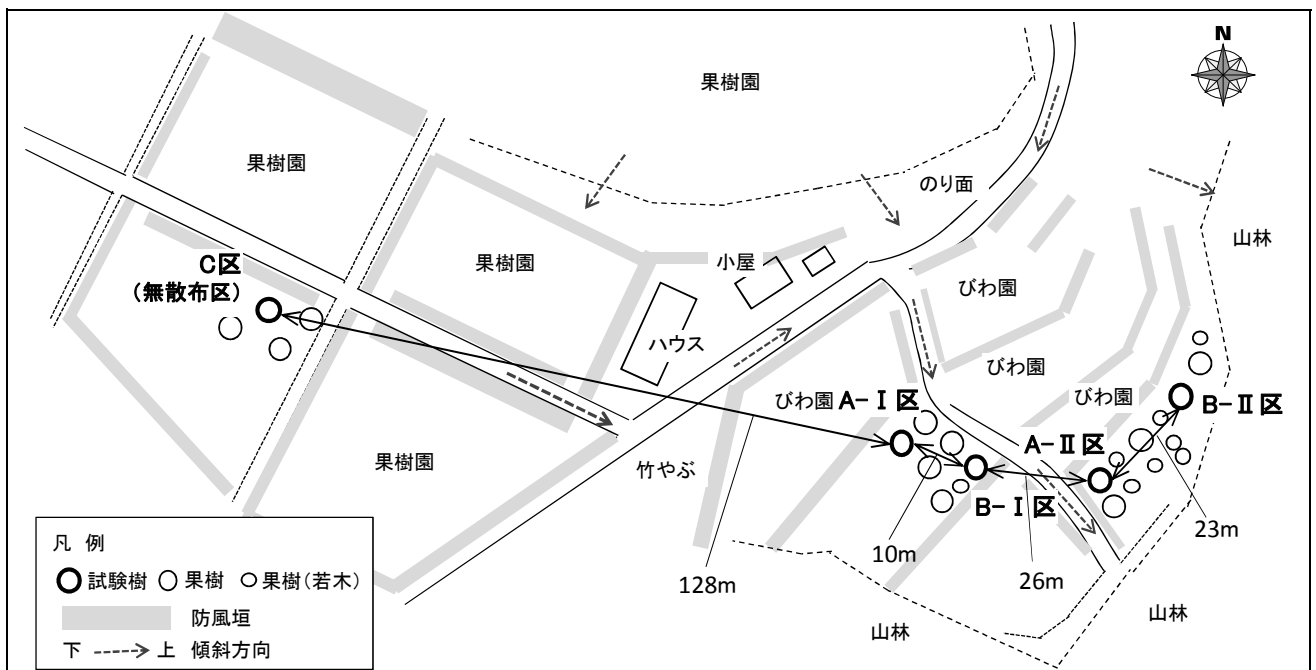 N
果樹園
果樹園
のり面
山林
C区
(無散布区)
果樹園
小屋
びわ園
ハウス
びわ園
びわ園
A-Ⅰ区
びわ園
B-Ⅱ区
A-Ⅱ区
果樹園
竹やぶ
B-Ⅰ区
10m
23m
128m
26m
山林
山林
凡 例
試験樹 果樹 果樹(若木)
防風垣
下 上 傾斜方向